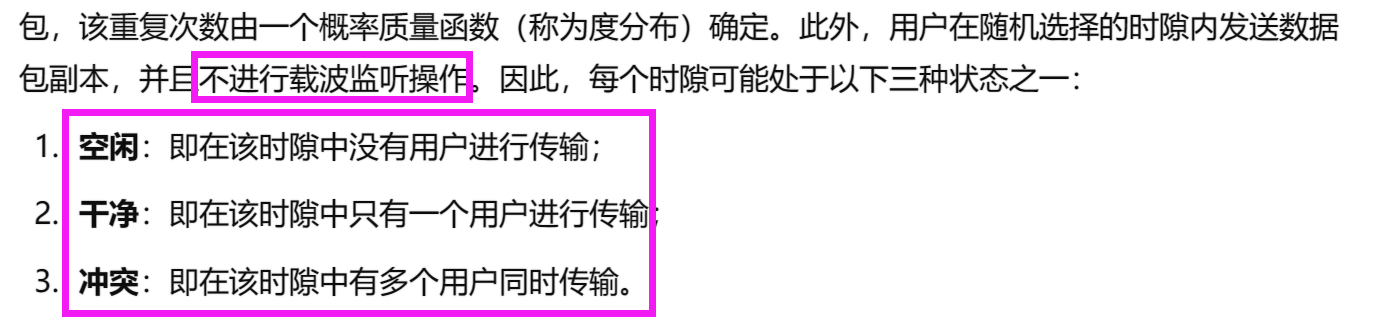 包，该重复次数由一个概率质量函数（称为度分布）确定。此外，用户在随机选择的时隙内发送数据
包副本，并且不进行载波监听操作。因此，每个时隙可能处于以下三种状态之一：
1. 空闲：即在该时隙中没有用户进行传输；
2. 干净：即在该时隙中只有一个用户进行传输；
3. 冲突：即在该时隙中有多个用户同时传输。